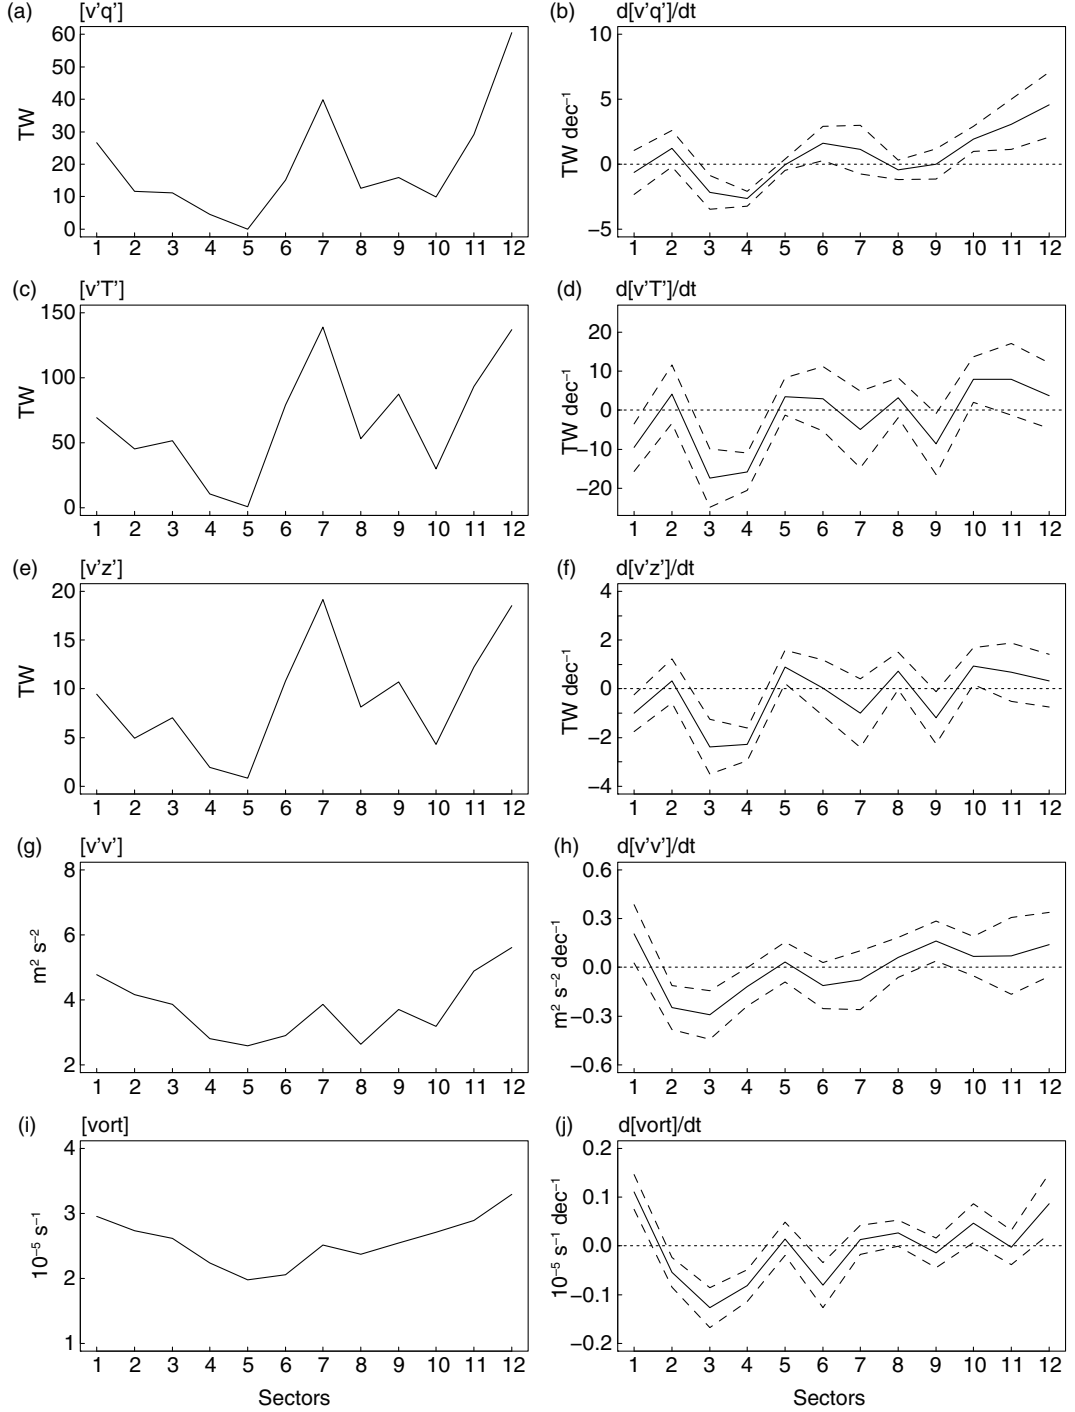 (a) [v'q']
TW
60
50
40
30
20
10
0
1 2 3 4 5 6 7 8 9 10 11 12
(b) d[v'q']/dt
TW dec⁻¹
10
5
0
−5
1 2 3 4 5 6 7 8 9 10 11 12
(c) [v'T']
TW
150
100
50
0
1 2 3 4 5 6 7 8 9 10 11 12
(d) d[v'T']/dt
TW dec⁻¹
20
10
0
−10
−20
1 2 3 4 5 6 7 8 9 10 11 12
(e) [v'z']
TW
20
15
10
5
0
1 2 3 4 5 6 7 8 9 10 11 12
(f) d[v'z']/dt
TW dec⁻¹
4
2
0
−2
−4
1 2 3 4 5 6 7 8 9 10 11 12
(g) [v'v']
m² s⁻²
8
6
4
2
1 2 3 4 5 6 7 8 9 10 11 12
(h) d[v'v']/dt
m² s⁻² dec⁻¹
0.6
0.3
0.0
−0.3
−0.6
1 2 3 4 5 6 7 8 9 10 11 12
(i) [vort]
10⁻⁵ s⁻¹
4
3
2
1
1 2 3 4 5 6 7 8 9 10 11 12
Sectors
(j) d[vort]/dt
10⁻⁵ s⁻¹ dec⁻¹
0.2
0.1
0.0
−0.1
−0.2
1 2 3 4 5 6 7 8 9 10 11 12
Sectors